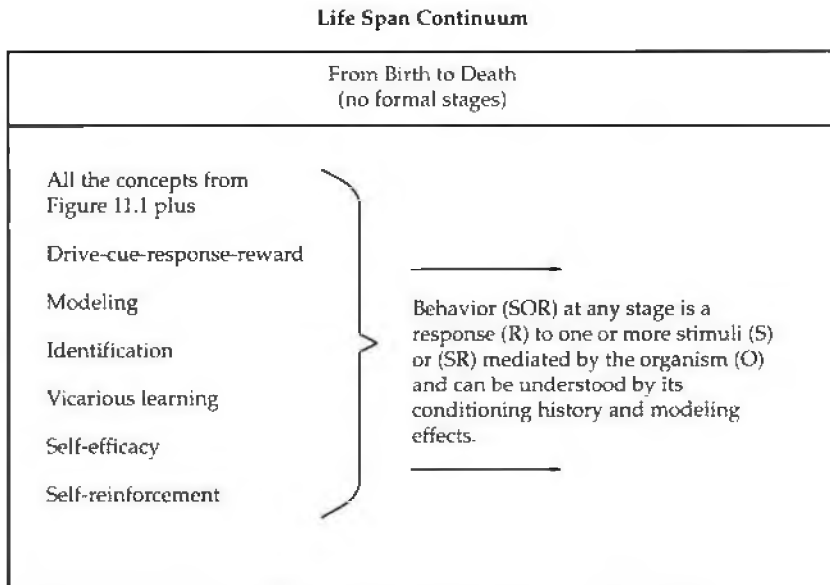 Life Span Continuum
From Birth to Death
(no formal stages)
All the concepts from
Figure 11.1 plus
Drive-cue-response-reward
Modeling
Identification
Vicarious learning
Self-efficacy
Self-reinforcement
Behavior (SOR) at any stage is a
response (R) to one or more stimuli (S)
or (SR) mediated by the organism (O)
and can be understood by its
conditioning history and modeling
effects.